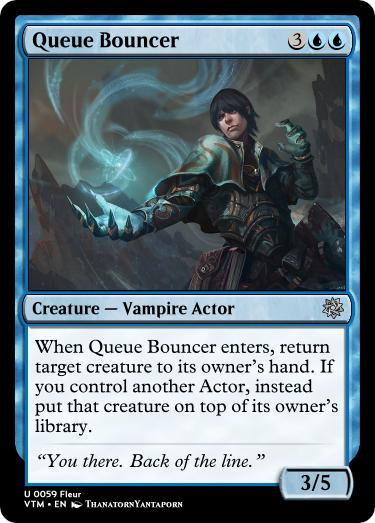 Queue Bouncer 3
Creature — Vampire Actor
When Queue Bouncer enters, return
target creature to its owner's hand. If
you control another Actor, instead
put that creature on top of its owner's
library.
“You there. Back of the line.”
3/5
U 0059 Fleur
VTM • EN ThanatornYantaporn